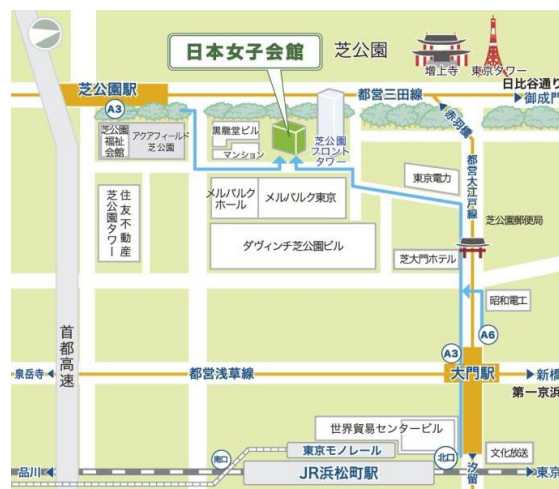 日本女子会館
芝公園
増上寺
東京タワー
日比谷通り
御成門
芝公園駅
A3
都営三田線
赤羽橋
芝公園
福祉
会館
アクアフィールド
芝公園
黒龍堂ビル
マンション
芝公園
フロント
タワー
東京電力
都営大江戸線
住友不動産
芝公園タワー
メルパルク
ホール
メルパルク東京
ダヴィンチ芝公園ビル
芝公園郵便局
芝大門ホテル
昭和電工
A6
A3
首都高速
泉岳寺
都営浅草線
大門駅
新橋
第一京浜
世界貿易センタービル
南口
東京モノレール
北口
汐留
文化放送
品川
JR浜松町駅
東京